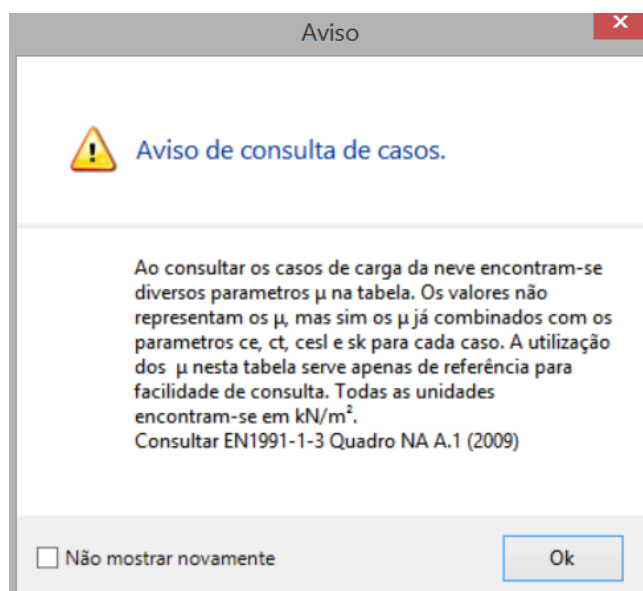 Aviso
Aviso de consulta de casos.
Ao consultar os casos de carga da neve encontram-se
diversos parametros µ na tabela. Os valores não
representam os µ, mas sim os µ já combinados com os
parametros ce, ct, cesl e sk para cada caso. A utilização
dos µ nesta tabela serve apenas de referência para
facilidade de consulta. Todas as unidades
encontram-se em kN/m².
Consultar EN1991-1-3 Quadro NA A.1 (2009)
Não mostrar novamente
Ok